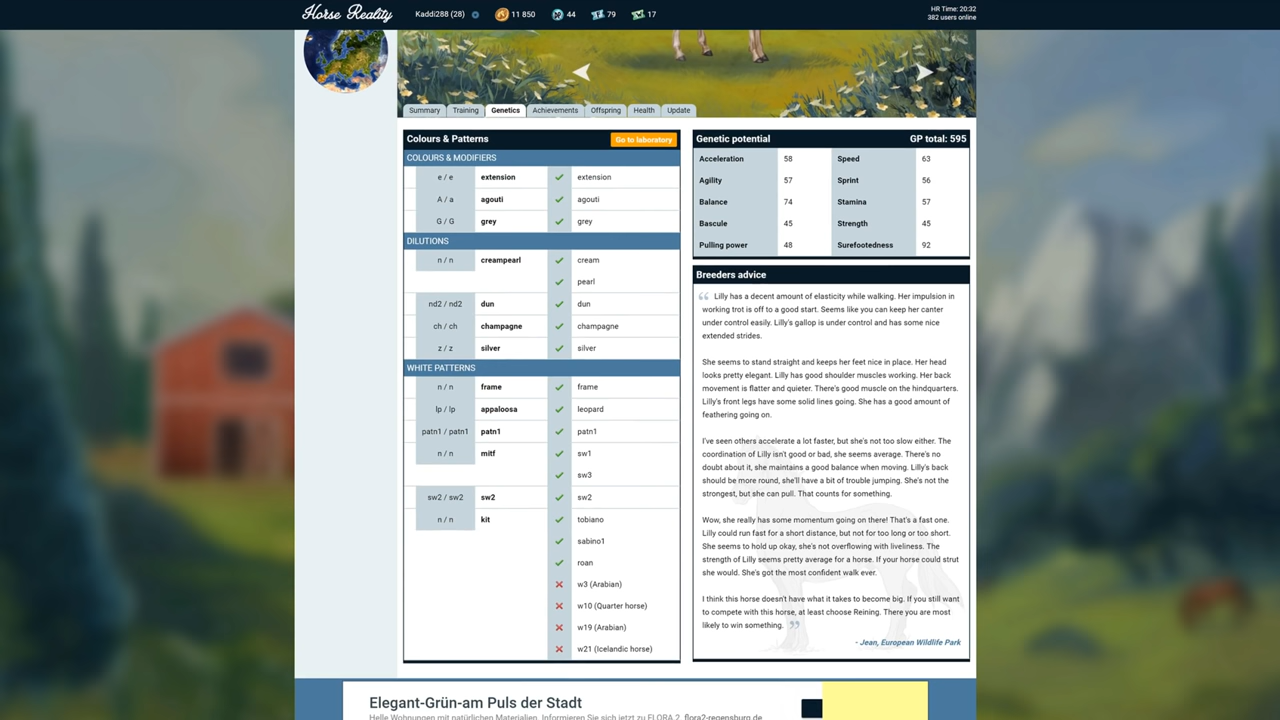 Horse Reality
Kaddi288 (28)
11 850
44
79
17
HR Time: 20:32
382 users online
Summary
Training
Genetics
Achievements
Offspring
Health
Update
Colours & Patterns
Go to laboratory
COLOURS & MODIFIERS
e / e extension extension
A / a agouti agouti
G / G grey grey
DILUTIONS
n / n creampearl cream
pearl
nd2 / nd2 dun dun
ch / ch champagne champagne
z / z silver silver
WHITE PATTERNS
n / n frame frame
lp / lp appaloosa leopard
patn1 / patn1 patn1 patn1
n / n mitf sw1
sw3
sw2 / sw2 sw2 sw2
n / n kit tobiano
sabino1
roan
w3 (Arabian)
w10 (Quarter horse)
w19 (Arabian)
w21 (Icelandic horse)
Genetic potential GP total: 595
Acceleration 58 Speed 63
Agility 57 Sprint 56
Balance 74 Stamina 57
Bascule 45 Strength 45
Pulling power 48 Surefootedness 92
Breeders advice
“ Lilly has a decent amount of elasticity while walking. Her impulsion in
working trot is off to a good start. Seems like you can keep her canter
under control easily. Lilly's gallop is under control and has some nice
extended strides.
She seems to stand straight and keeps her feet nice in place. Her head
looks pretty elegant. Lilly has good shoulder muscles working. Her back
movement is flatter and quieter. There's good muscle on the hindquarters.
Lilly's front legs have some solid lines going. She has a good amount of
feathering going on.
I've seen others accelerate a lot faster, but she's not too slow either. The
coordination of Lilly isn't good or bad, she seems average. There's no
doubt about it, she maintains a good balance when moving. Lilly's back
should be more round, she'll have a bit of trouble jumping. She's not the
strongest, but she can pull. That counts for something.
Wow, she really has some momentum going on there! That's a fast one.
Lilly could run fast for a short distance, but not for too long or too short.
She seems to hold up okay, she's not overflowing with liveliness. The
strength of Lilly seems pretty average for a horse. If your horse could strut
she would. She's got the most confident walk ever.
I think this horse doesn't have what it takes to become big. If you still want
to compete with this horse, at least choose Reining. There you are most
likely to win something. ”
- Jean, European Wildlife Park
Elegant-Grün-am Puls der Stadt
Helle Wohnungen mit natürlichen Materialien. Informieren Sie sich jetzt zu FLORA 2. flora2-regensburg.de